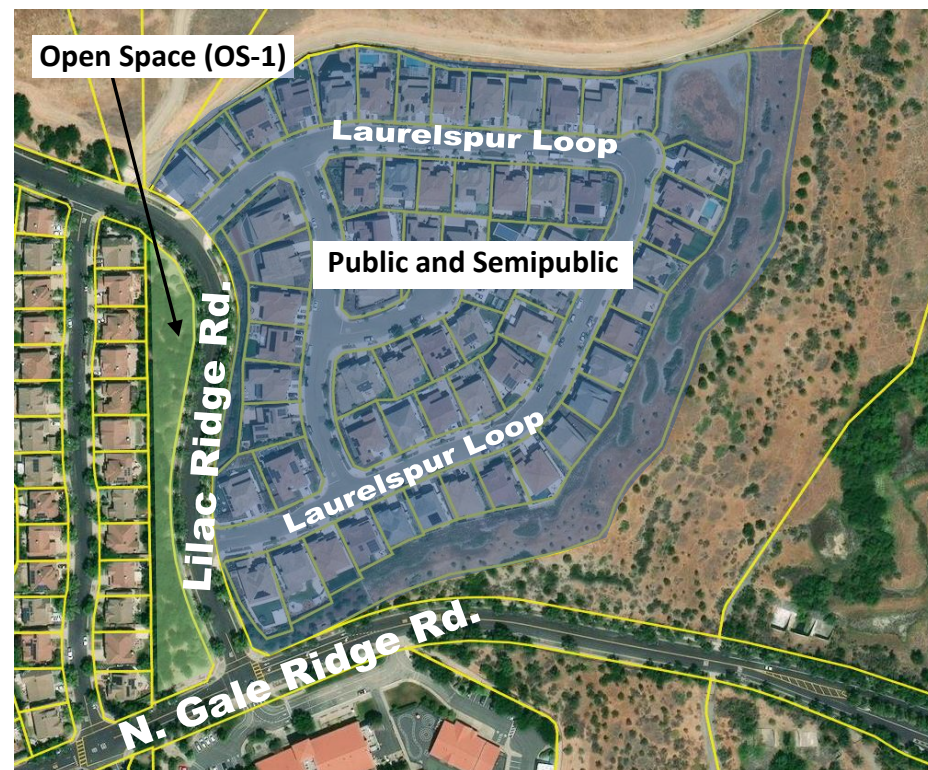 Open Space (OS-1)
Laurelspur Loop
Public and Semipublic
Lilac Ridge Rd.
Laurelspur Loop
N. Gale Ridge Rd.